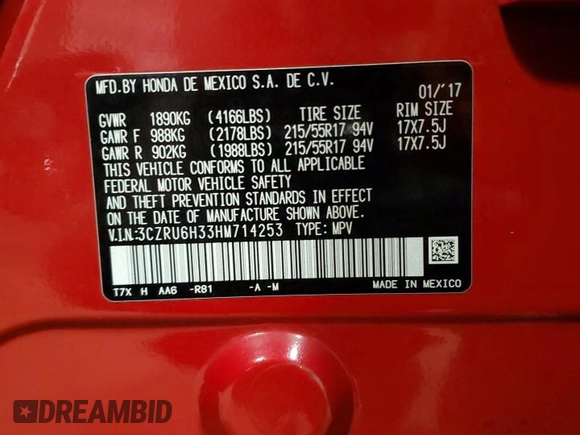 MFD.BY HONDA DE MEXICO S.A. DE C.V.
01/'17
GVWR 1890KG (4166LBS) TIRE SIZE RIM SIZE
GAWR F 988KG (2178LBS) 215/55R17 94V 17X7.5J
GAWR R 902KG (1988LBS) 215/55R17 94V 17X7.5J
THIS VEHICLE CONFORMS TO ALL APPLICABLE
FEDERAL MOTOR VEHICLE SAFETY
AND THEFT PREVENTION STANDARDS IN EFFECT
ON THE DATE OF MANUFACTURE SHOWN ABOVE.
V.I.N:3CZRU6H33HM714253 TYPE: MPV
T7X H AA6 -R81 -A -M MADE IN MEXICO
DREAMBID